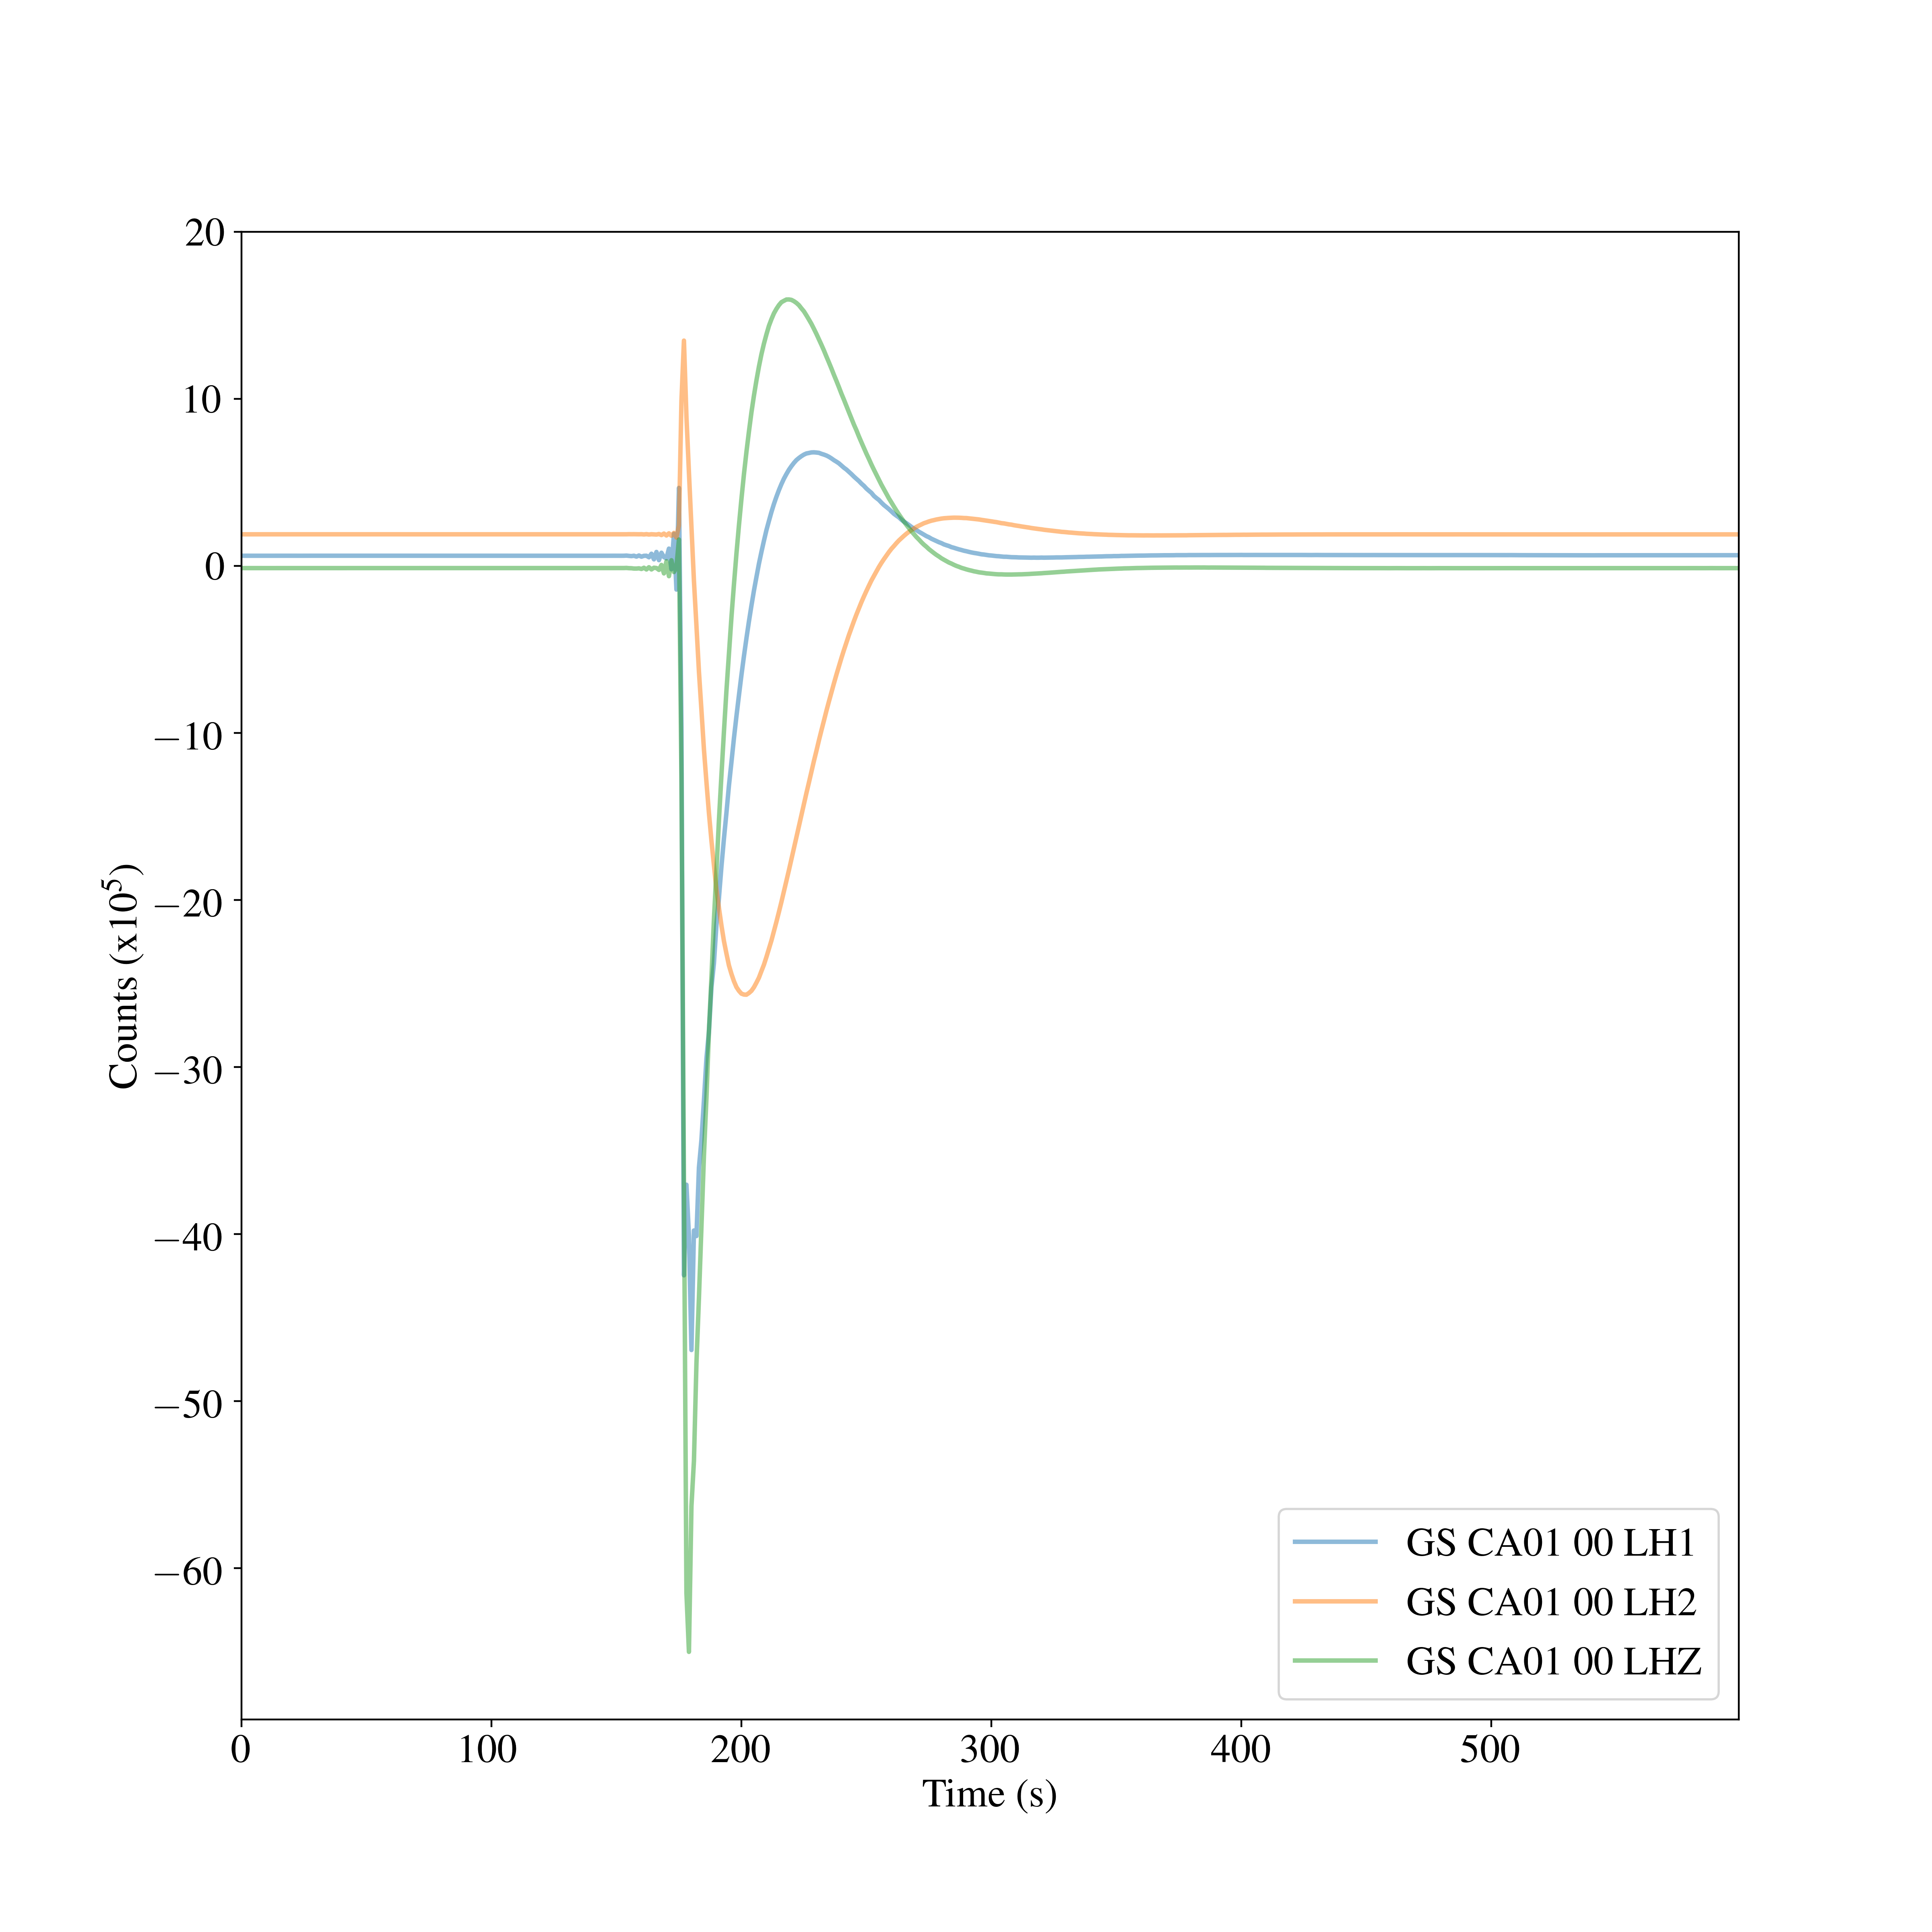 20
10
0
−10
−20
−30
−40
−50
−60
Counts (x10⁵)
0 100 200 300 400 500
Time (s)
GS CA01 00 LH1
GS CA01 00 LH2
GS CA01 00 LHZ